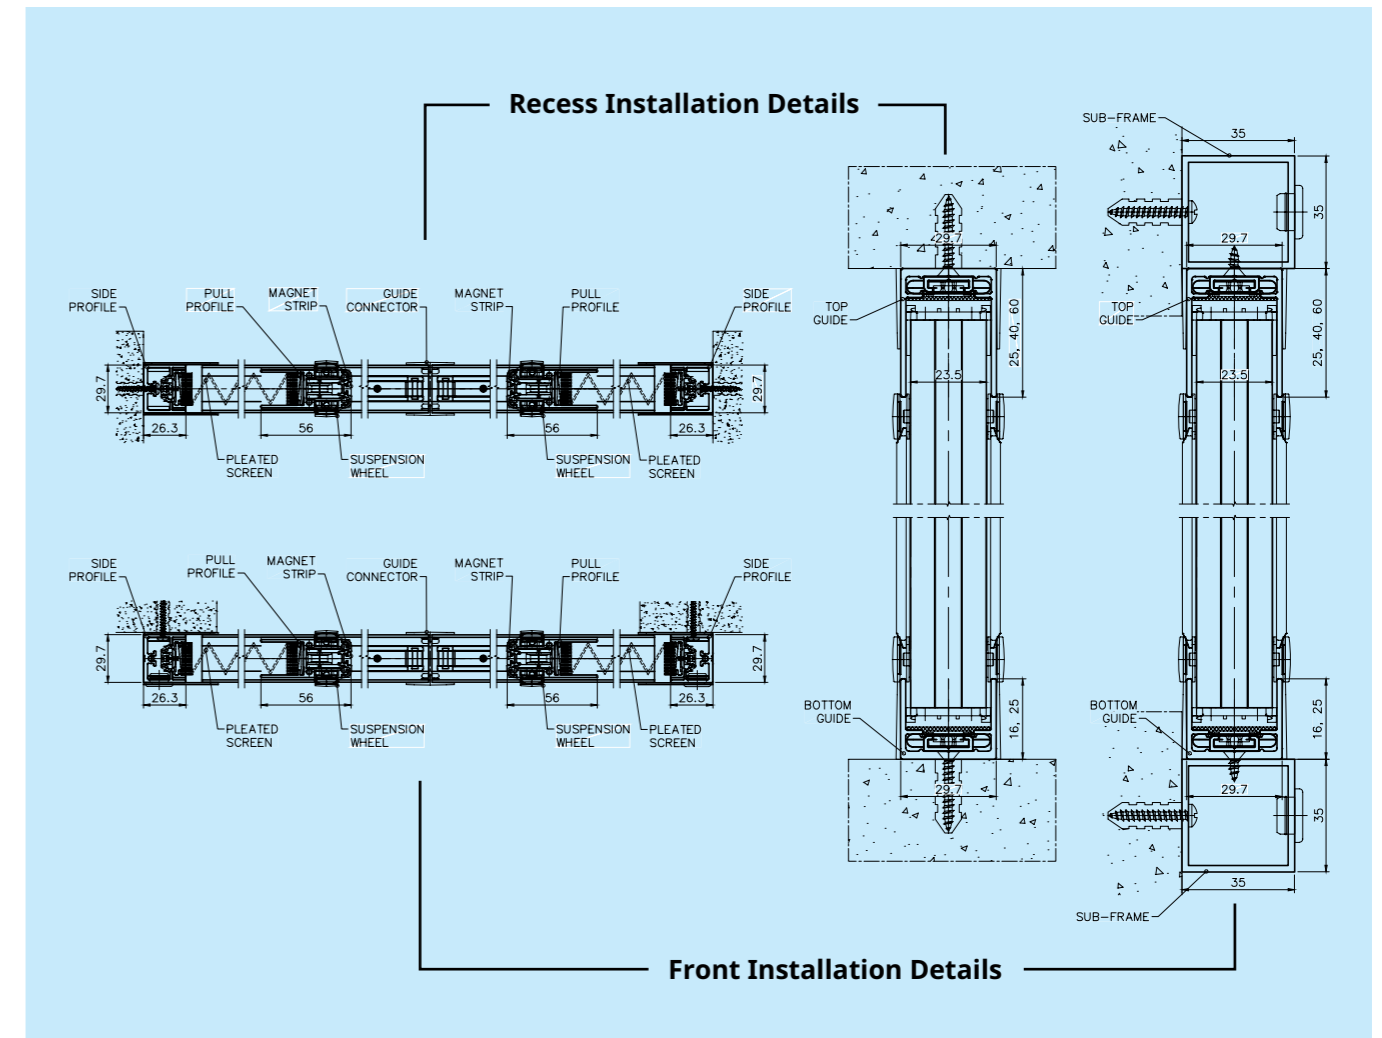 Recess Installation Details
SIDE
PROFILE
PULL
PROFILE
MAGNET
STRIP
GUIDE
CONNECTOR
MAGNET
STRIP
PULL
PROFILE
SIDE
PROFILE
29.7
29.7
26.3
56
56
26.3
PLEATED
SCREEN
SUSPENSION
WHEEL
SUSPENSION
WHEEL
PLEATED
SCREEN
SIDE
PROFILE
PULL
PROFILE
MAGNET
STRIP
GUIDE
CONNECTOR
MAGNET
STRIP
PULL
PROFILE
SIDE
PROFILE
29.7
29.7
26.3
56
56
26.3
PLEATED
SCREEN
SUSPENSION
WHEEL
SUSPENSION
WHEEL
PLEATED
SCREEN
29.7
TOP
GUIDE
25, 40, 60
23.5
BOTTOM
GUIDE
16, 25
29.7
SUB-FRAME
35
35
29.7
TOP
GUIDE
25, 40, 60
23.5
BOTTOM
GUIDE
16, 25
29.7
35
35
SUB-FRAME
Front Installation Details